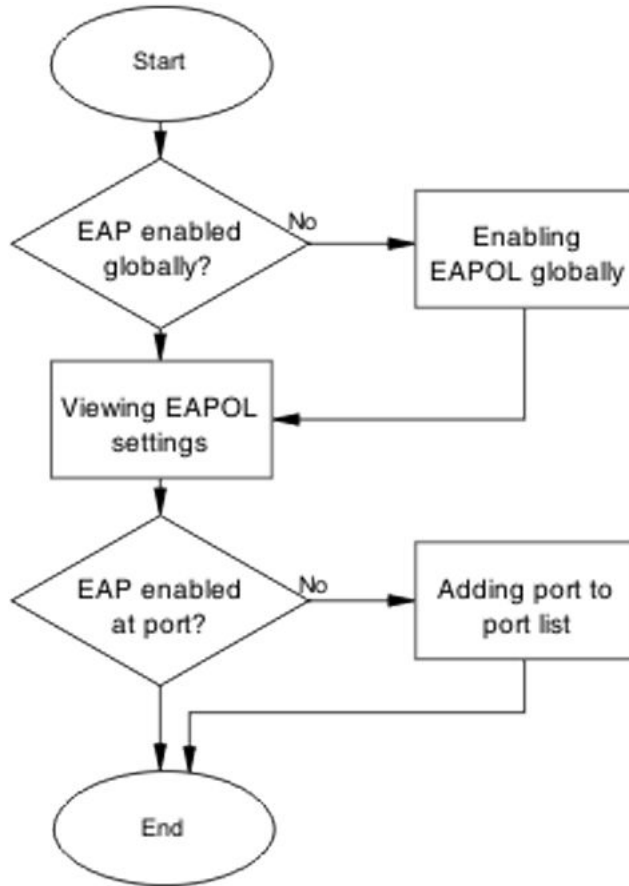 Start
EAP enabled
globally?
No
Enabling
EAPOL globally
Viewing EAPOL
settings
EAP enabled
at port?
No
Adding port to
port list
End